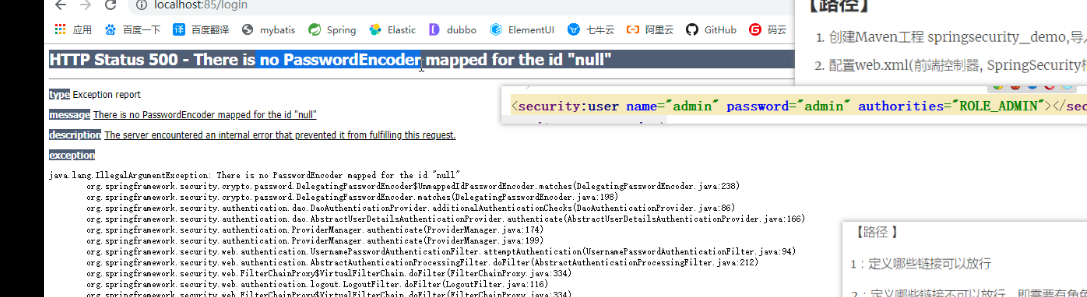 localhost:85/login
【路径】
应用 百度一下 百度翻译 mybatis Spring Elastic dubbo ElementUI 七牛云 阿里云 GitHub 码云
1. 创建Maven工程 springsecurity_demo,导入
HTTP Status 500 - There is no PasswordEncoder mapped for the id "null"
2. 配置web.xml(前端控制器, SpringSecurity
type Exception report
<security:user name="admin" password="admin" authorities="ROLE_ADMIN"></sec
message There is no PasswordEncoder mapped for the id "null"
description The server encountered an internal error that prevented it from fulfilling this request.
exception
java.lang.IllegalArgumentException: There is no PasswordEncoder mapped for the id "null"
org.springframework.security.crypto.password.DelegatingPasswordEncoder$UnmappedIdPasswordEncoder.matches(DelegatingPasswordEncoder.java:238)
org.springframework.security.crypto.password.DelegatingPasswordEncoder.matches(DelegatingPasswordEncoder.java:198)
org.springframework.security.authentication.dao.DaoAuthenticationProvider.additionalAuthenticationChecks(DaoAuthenticationProvider.java:86)
org.springframework.security.authentication.dao.AbstractUserDetailsAuthenticationProvider.authenticate(AbstractUserDetailsAuthenticationProvider.java:166)
org.springframework.security.authentication.ProviderManager.authenticate(ProviderManager.java:174)
org.springframework.security.authentication.ProviderManager.authenticate(ProviderManager.java:199)
org.springframework.security.web.authentication.UsernamePasswordAuthenticationFilter.attemptAuthentication(UsernamePasswordAuthenticationFilter.java:94)
org.springframework.security.web.authentication.AbstractAuthenticationProcessingFilter.doFilter(AbstractAuthenticationProcessingFilter.java:212)
org.springframework.security.web.FilterChainProxy$VirtualFilterChain.doFilter(FilterChainProxy.java:334)
org.springframework.security.web.authentication.logout.LogoutFilter.doFilter(LogoutFilter.java:116)
org.springframework.security.web.FilterChainProxy$VirtualFilterChain.doFilter(FilterChainProxy.java:334)
【路径 】
1：定义哪些链接可以放行
2：定义哪些链接不可以放行，即需要有角色